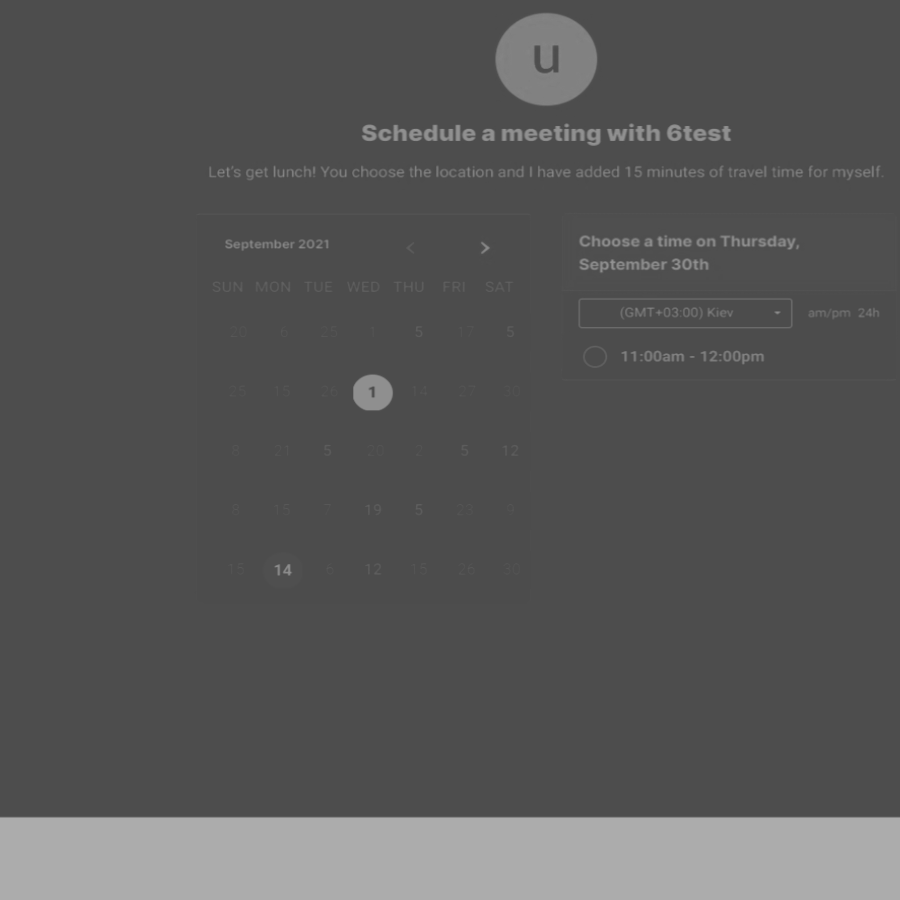 u
Schedule a meeting with 6test
Let's get lunch! You choose the location and I have added 15 minutes of travel time for myself.
September 2021
SUN MON TUE WED THU FRI SAT
20 6 25 1 5 17 5
25 15 26 1 14 27 30
8 21 5 20 2 5 12
8 15 7 19 5 23 9
15 14 6 12 15 26 30
Choose a time on Thursday,
September 30th
(GMT+03:00) Kiev am/pm 24h
11:00am - 12:00pm